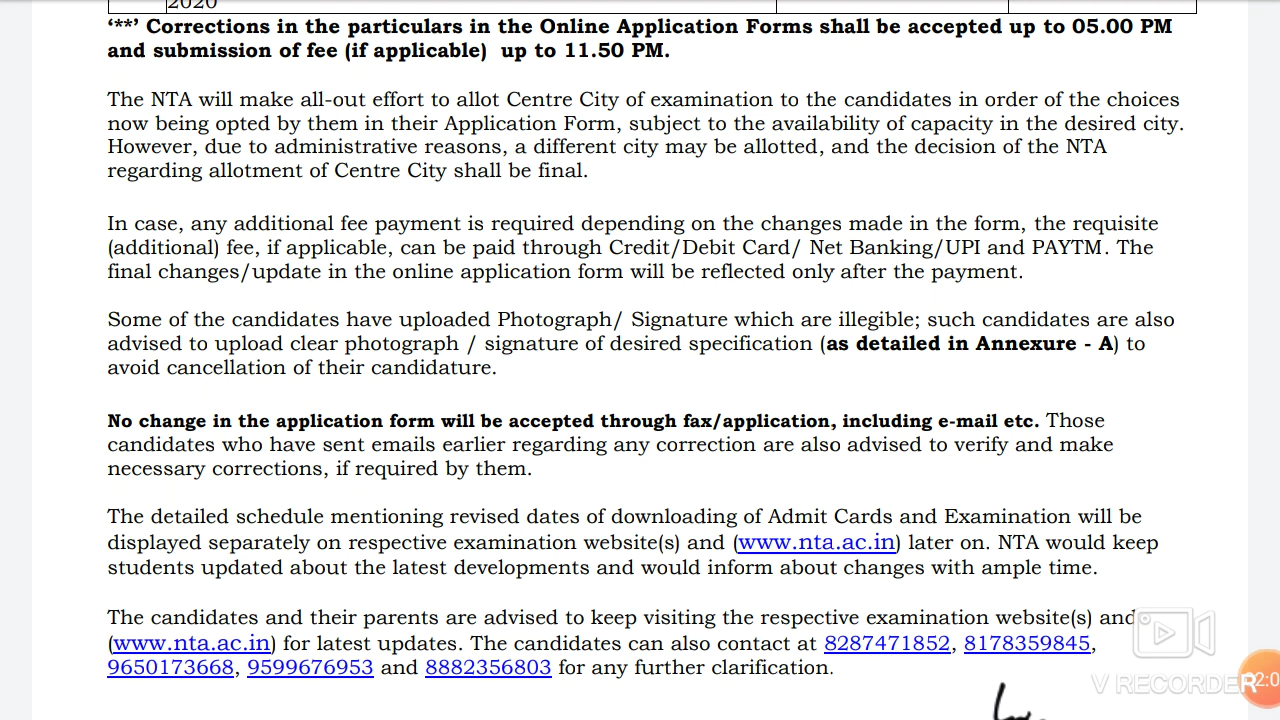 2020
‘**’ Corrections in the particulars in the Online Application Forms shall be accepted up to 05.00 PM
and submission of fee (if applicable) up to 11.50 PM.
The NTA will make all-out effort to allot Centre City of examination to the candidates in order of the choices
now being opted by them in their Application Form, subject to the availability of capacity in the desired city.
However, due to administrative reasons, a different city may be allotted, and the decision of the NTA
regarding allotment of Centre City shall be final.
In case, any additional fee payment is required depending on the changes made in the form, the requisite
(additional) fee, if applicable, can be paid through Credit/Debit Card/ Net Banking/UPI and PAYTM. The
final changes/update in the online application form will be reflected only after the payment.
Some of the candidates have uploaded Photograph/ Signature which are illegible; such candidates are also
advised to upload clear photograph / signature of desired specification (as detailed in Annexure - A) to
avoid cancellation of their candidature.
No change in the application form will be accepted through fax/application, including e-mail etc. Those
candidates who have sent emails earlier regarding any correction are also advised to verify and make
necessary corrections, if required by them.
The detailed schedule mentioning revised dates of downloading of Admit Cards and Examination will be
displayed separately on respective examination website(s) and (www.nta.ac.in) later on. NTA would keep
students updated about the latest developments and would inform about changes with ample time.
The candidates and their parents are advised to keep visiting the respective examination website(s) and
(www.nta.ac.in) for latest updates. The candidates can also contact at 8287471852, 8178359845,
9650173668, 9599676953 and 8882356803 for any further clarification.
V RECORDER